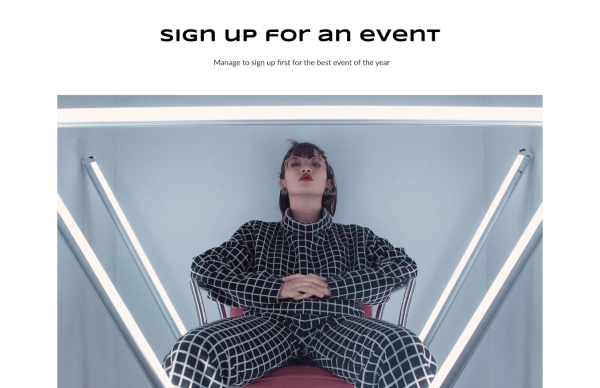 Sign up for an event
Manage to sign up first for the best event of the year